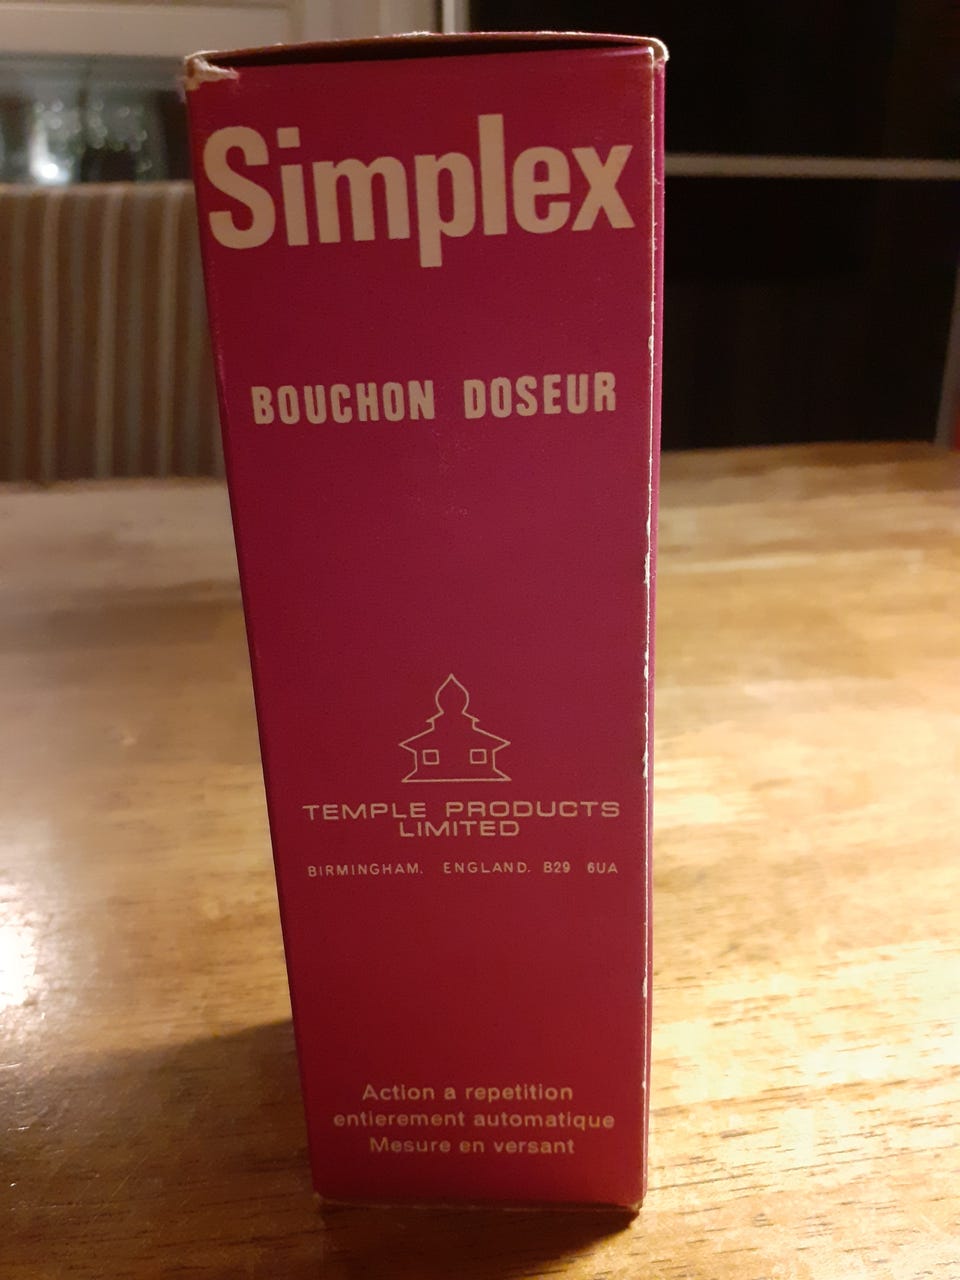 Simplex
BOUCHON DOSEUR
TEMPLE PRODUCTS
LIMITED
BIRMINGHAM. ENGLAND. B29 6UA
Action a repetition
entierement automatique
Mesure en versant